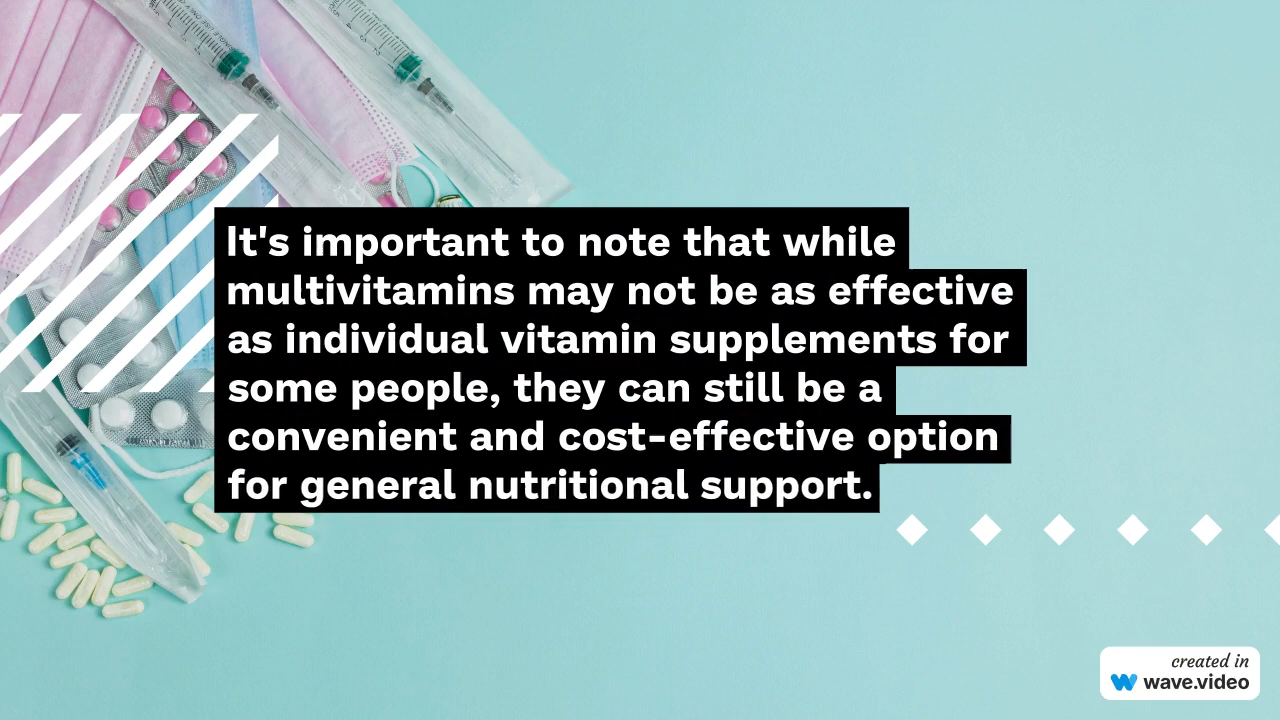 It's important to note that while
multivitamins may not be as effective
as individual vitamin supplements for
some people, they can still be a
convenient and cost-effective option
for general nutritional support.
created in
wave.video